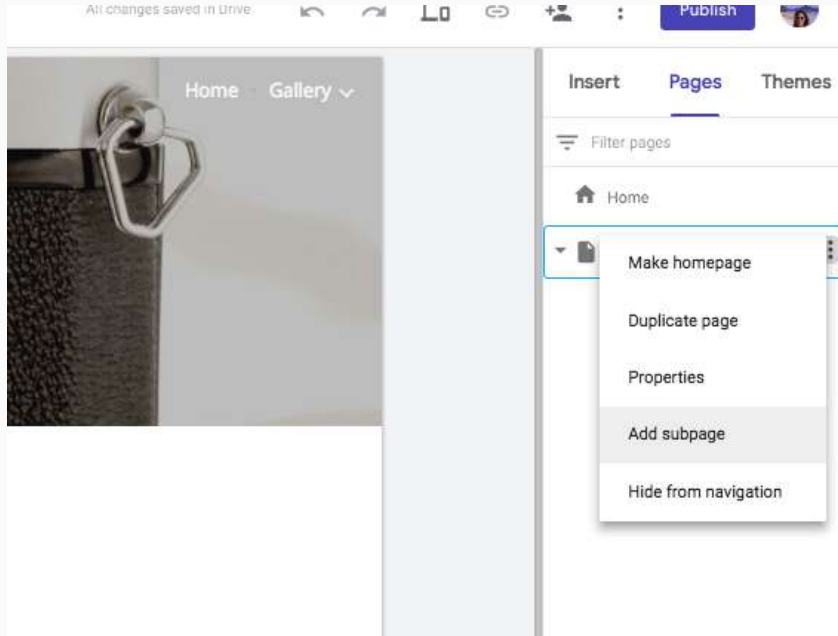 All changes saved in Drive
Publish
Home
Gallery
Insert
Pages
Themes
Filter pages
Home
Make homepage
Duplicate page
Properties
Add subpage
Hide from navigation